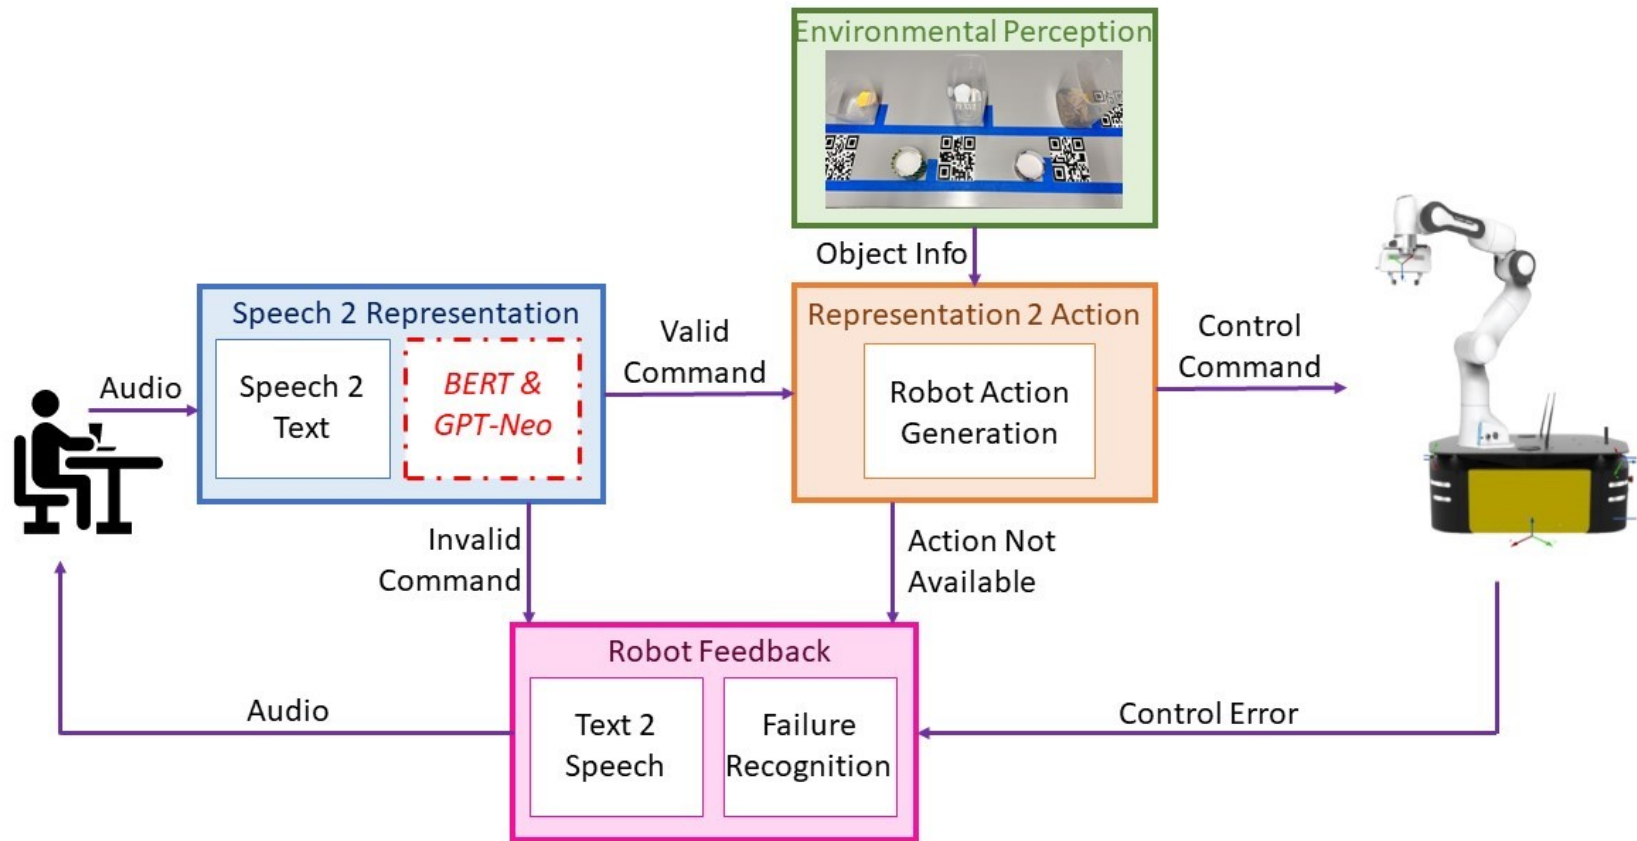 Environmental Perception
Object Info
Speech 2 Representation
Speech 2
Text
BERT &
GPT-Neo
Valid
Command
Representation 2 Action
Robot Action
Generation
Control
Command
Audio
Invalid
Command
Action Not
Available
Robot Feedback
Text 2
Speech
Failure
Recognition
Audio
Control Error